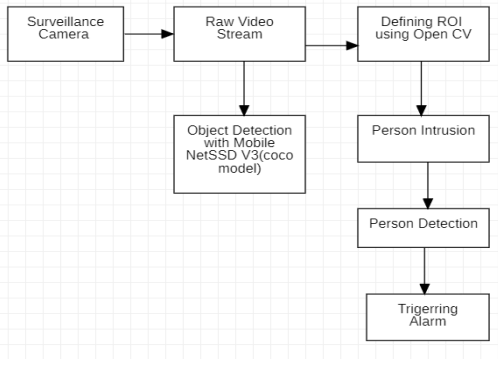 Surveillance
Camera
Raw Video
Stream
Defining ROI
using Open CV
Object Detection
with Mobile
NetSSD V3(coco
model)
Person Intrusion
Person Detection
Trigerring
Alarm